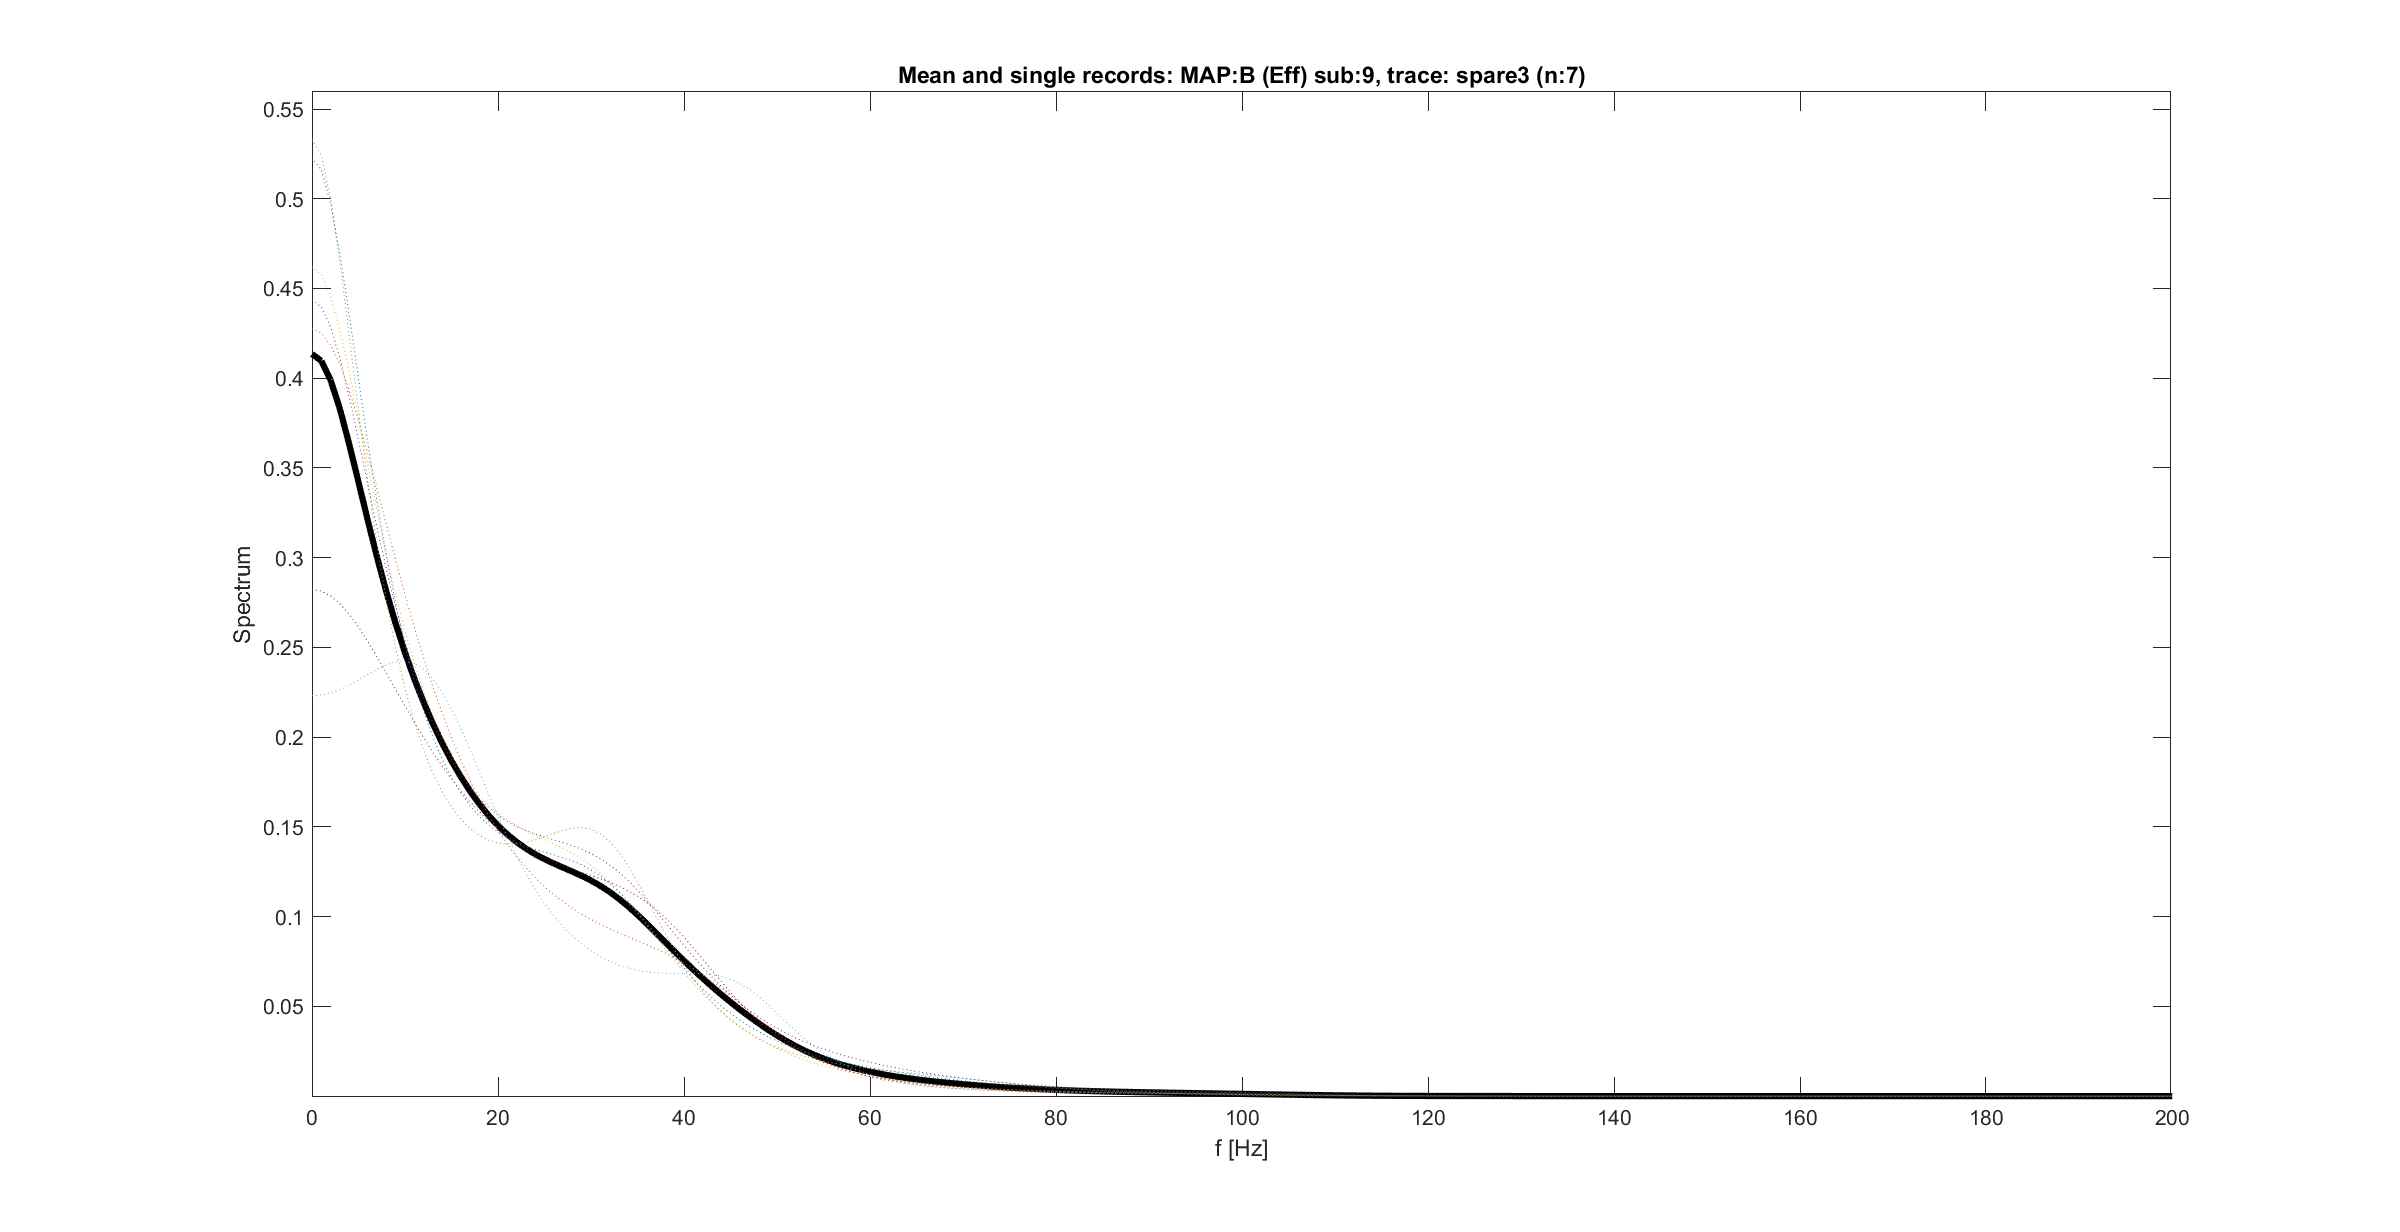 Mean and single records: MAP:B (Eff) sub:9, trace: spare3 (n:7)
0.55
0.5
0.45
0.4
0.35
0.3
0.25
0.2
0.15
0.1
0.05
Spectrum
0 20 40 60 80 100 120 140 160 180 200
f [Hz]